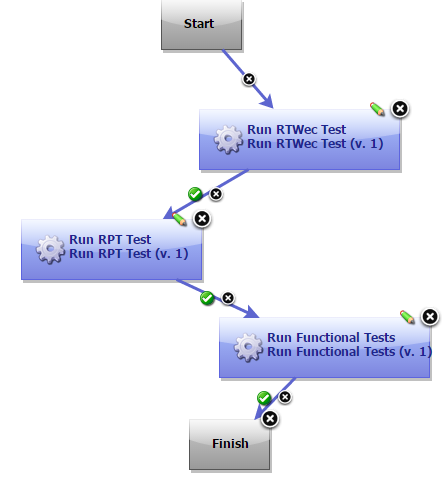 Start
Run RTWec Test
Run RTWec Test (v. 1)
Run RPT Test
Run RPT Test (v. 1)
Run Functional Tests
Run Functional Tests (v. 1)
Finish